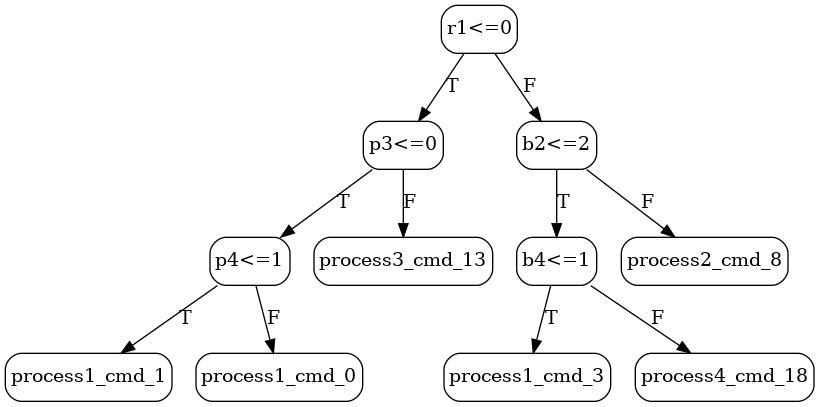 r1<=0
T
F
p3<=0
b2<=2
T
F
T
F
p4<=1
process3_cmd_13
b4<=1
process2_cmd_8
T
F
T
F
process1_cmd_1
process1_cmd_0
process1_cmd_3
process4_cmd_18